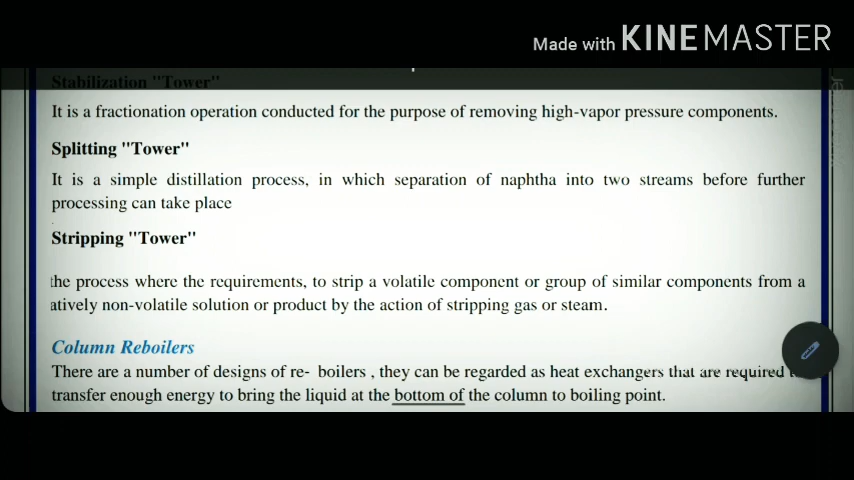 Made with KINEMASTER
Stabilization "Tower"
It is a fractionation operation conducted for the purpose of removing high-vapor pressure components.
Splitting "Tower"
It is a simple distillation process, in which separation of naphtha into two streams before further
processing can take place
Stripping "Tower"
the process where the requirements, to strip a volatile component or group of similar components from a
atively non-volatile solution or product by the action of stripping gas or steam.
Column Reboilers
There are a number of designs of re- boilers , they can be regarded as heat exchangers that are required
transfer enough energy to bring the liquid at the bottom of the column to boiling point.